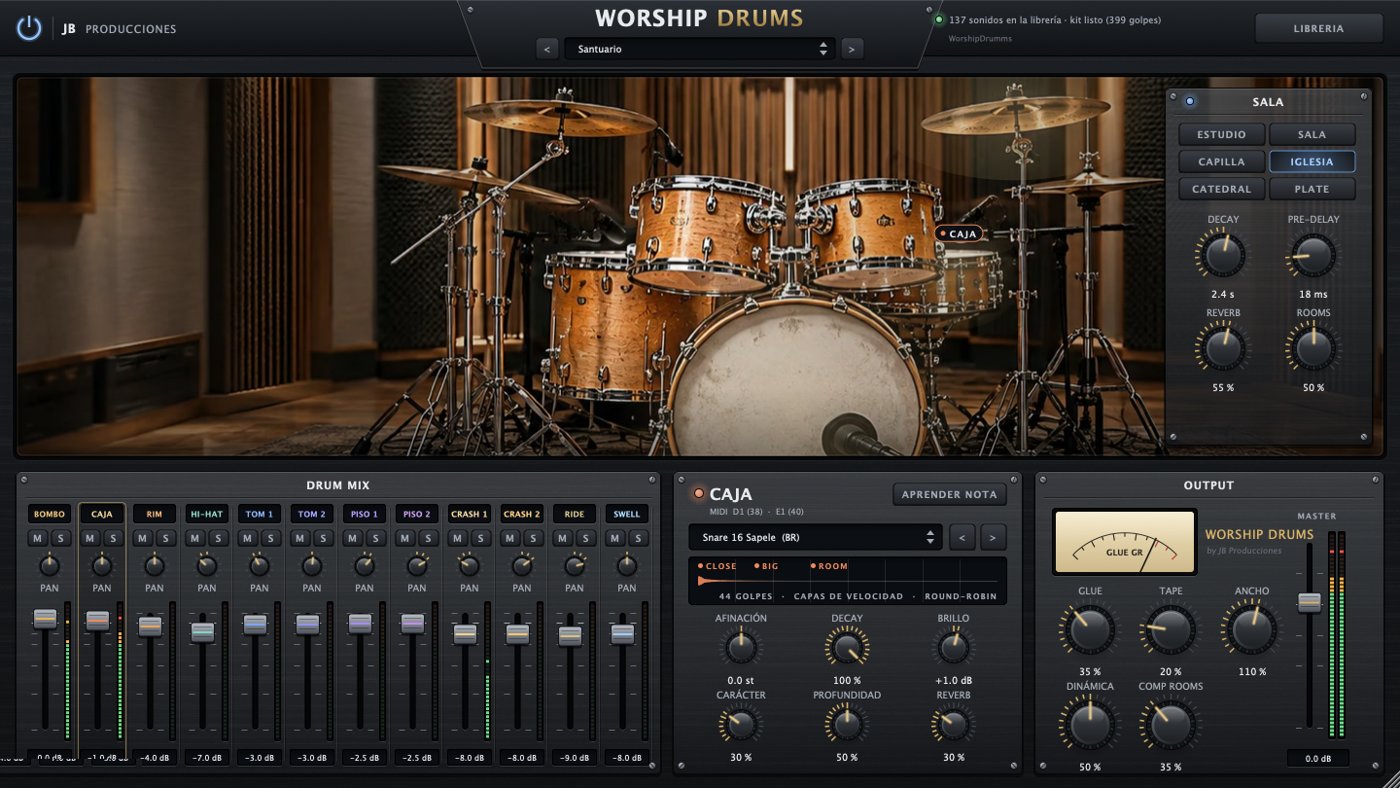 JB PRODUCCIONES
WORSHIP DRUMS
< Santuario >
137 sonidos en la librería · kit listo (399 golpes)
WorshipDrumms
LIBRERIA
SALA
ESTUDIO SALA
CAPILLA IGLESIA
CATEDRAL PLATE
DECAY PRE-DELAY
2.4 s 18 ms
REVERB ROOMS
55 % 50 %
CAJA
DRUM MIX
BOMBO CAJA RIM HI-HAT TOM 1 TOM 2 PISO 1 PISO 2 CRASH 1 CRASH 2 RIDE SWELL
M S M S M S M S M S M S M S M S M S M S M S M S
PAN PAN PAN PAN PAN PAN PAN PAN PAN PAN PAN PAN
-4.0 dB -7.0 dB -3.0 dB -3.0 dB -2.5 dB -2.5 dB -8.0 dB -8.0 dB -9.0 dB -8.0 dB
CAJA
APRENDER NOTA
MIDI D1 (38) · E1 (40)
Snare 16 Sapele (BR) < >
CLOSE BIG ROOM
44 GOLPES · CAPAS DE VELOCIDAD · ROUND-ROBIN
AFINACIÓN DECAY BRILLO
0.0 st 100 % +1.0 dB
CARÁCTER PROFUNDIDAD REVERB
30 % 50 % 30 %
OUTPUT
GLUE GR
WORSHIP DRUMS
by JB Producciones
MASTER
GLUE TAPE ANCHO
35 % 20 % 110 %
DINÁMICA COMP ROOMS
50 % 35 %
0.0 dB